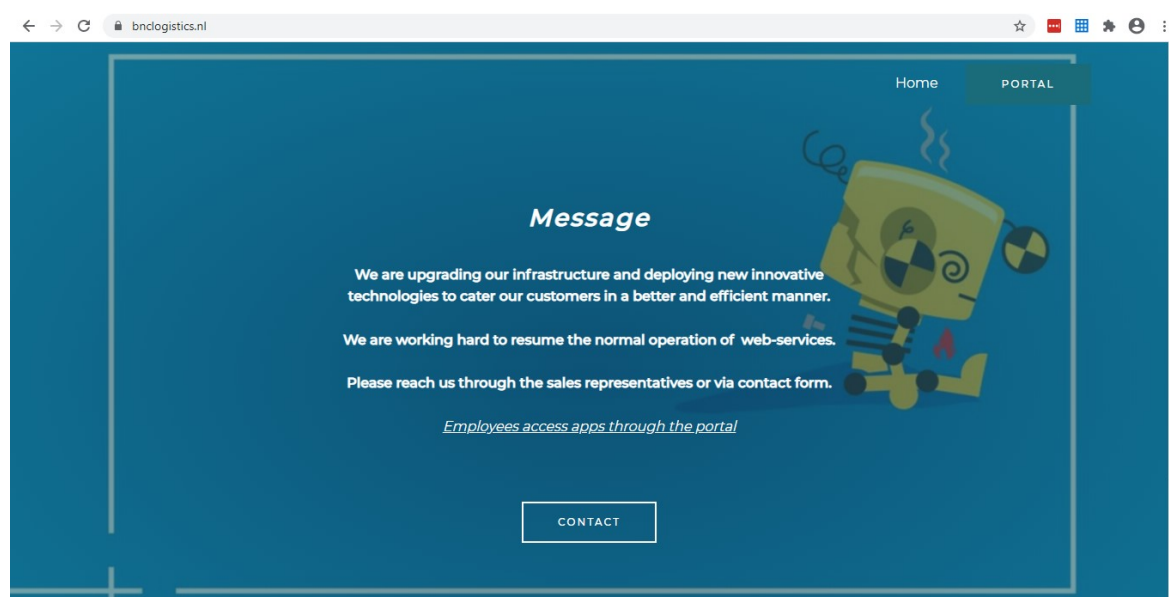 bnclogistics.nl
Home
PORTAL
Message
We are upgrading our infrastructure and deploying new innovative
technologies to cater our customers in a better and efficient manner.
We are working hard to resume the normal operation of web-services.
Please reach us through the sales representatives or via contact form.
Employees access apps through the portal
CONTACT